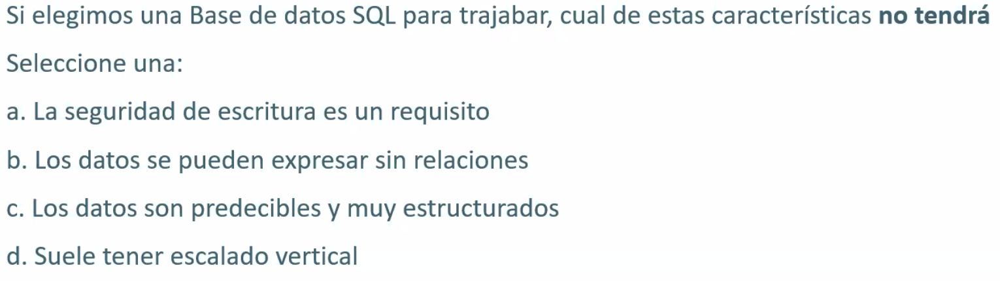 Si elegimos una Base de datos SQL para trajabar, cual de estas características no tendrá
Seleccione una:
a. La seguridad de escritura es un requisito
b. Los datos se pueden expresar sin relaciones
c. Los datos son predecibles y muy estructurados
d. Suele tener escalado vertical